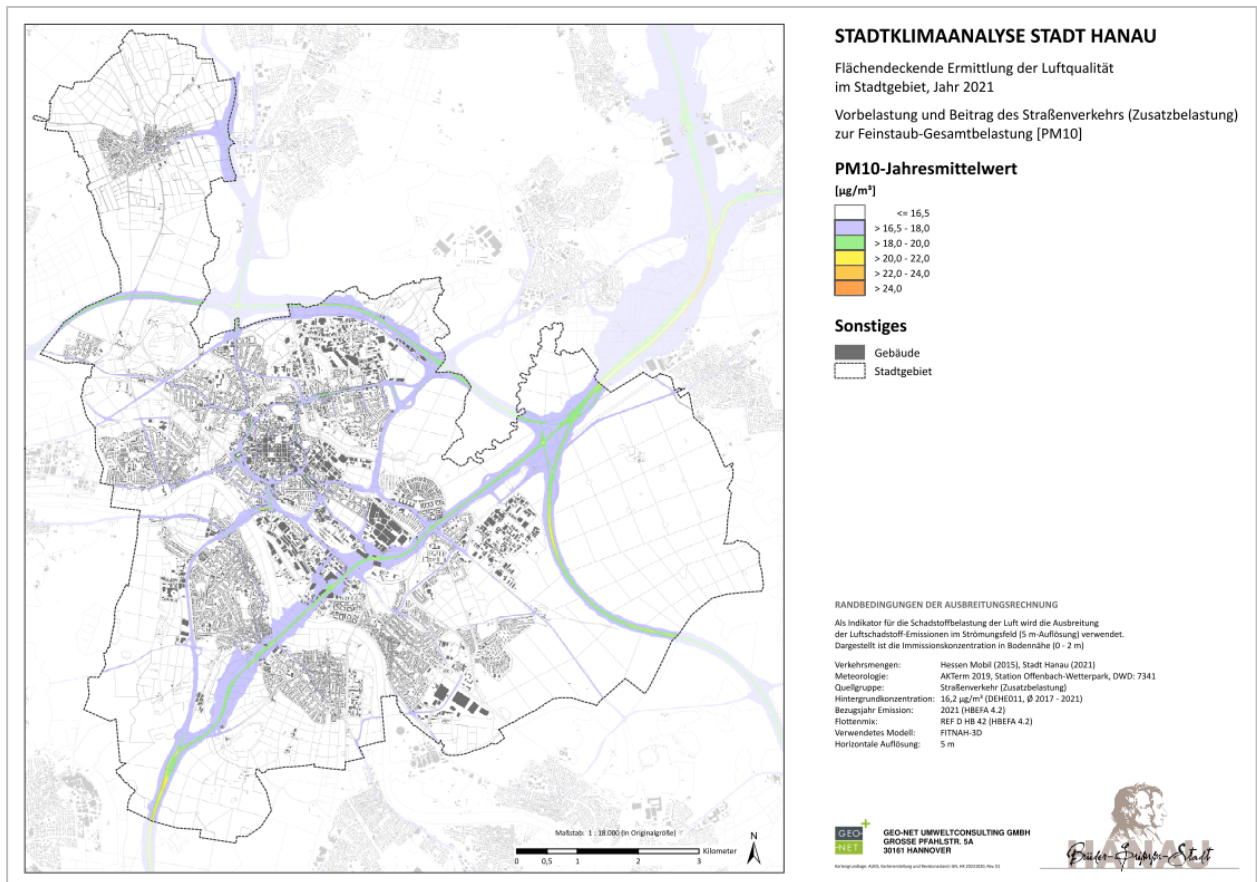 STADTKLIMAANALYSE STADT HANAU
Flächendeckende Ermittlung der Luftqualität
im Stadtgebiet, Jahr 2021
Vorbelastung und Beitrag des Straßenverkehrs (Zusatzbelastung)
zur Feinstaub-Gesamtbelastung [PM10]
PM10-Jahresmittelwert
[µg/m³]
<= 16,5
> 16,5 - 18,0
> 18,0 - 20,0
> 20,0 - 22,0
> 22,0 - 24,0
> 24,0
Sonstiges
Gebäude
Stadtgebiet
RANDBEDINGUNGEN DER AUSBREITUNGSRECHNUNG
Als Indikator für die Schadstoffbelastung der Luft wird die Ausbreitung
der Luftschadstoff-Emissionen im Strömungsfeld (5 m-Auflösung) verwendet.
Dargestellt ist die Immissionskonzentration in Bodennähe (0 - 2 m)
Verkehrsmengen: Hessen Mobil (2015), Stadt Hanau (2021)
Meteorologie: AKTerm 2019, Station Offenbach-Wetterpark, DWD: 7341
Quellgruppe: Straßenverkehr (Zusatzbelastung)
Hintergrundkonzentration: 16,2 µg/m³ (DEHE011, Ø 2017 - 2021)
Bezugsjahr Emission: 2021 (HBEFA 4.2)
Flottenmix: REF D HB 42 (HBEFA 4.2)
Verwendetes Modell: FITNAH-3D
Horizontale Auflösung: 5 m
Maßstab: 1 : 18.000 (in Originalgröße)
N
Kilometer
0 0,5 1 2 3
GEO-NET
GEO-NET UMWELTCONSULTING GMBH
GROSSE PFAHLSTR. 5A
30161 HANNOVER
HANAU
Brüder-Grimm-Stadt